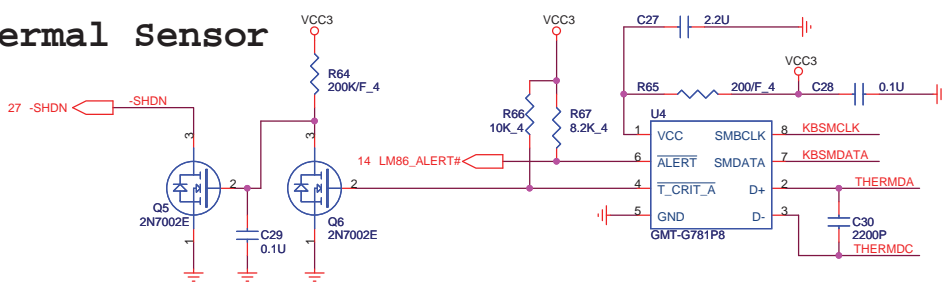 ermal Sensor
VCC3
VCC3
C27 2.2U
VCC3
R64
200K/F_4
R65 200/F_4 C28 0.1U
27 -SHDN -SHDN
R66
10K_4
R67
8.2K_4
U4
1 VCC SMBCLK 8 KBSMCLK
14 LM86_ALERT# 6 ALERT SMDATA 7 KBSMDATA
3
3
2
2
4 T_CRIT_A D+ 2 THERMDA
5 GND D- 3
GMT-G781P8
Q5
2N7002E
1
C29
0.1U
Q6
2N7002E
1
C30
2200P
THERMDC